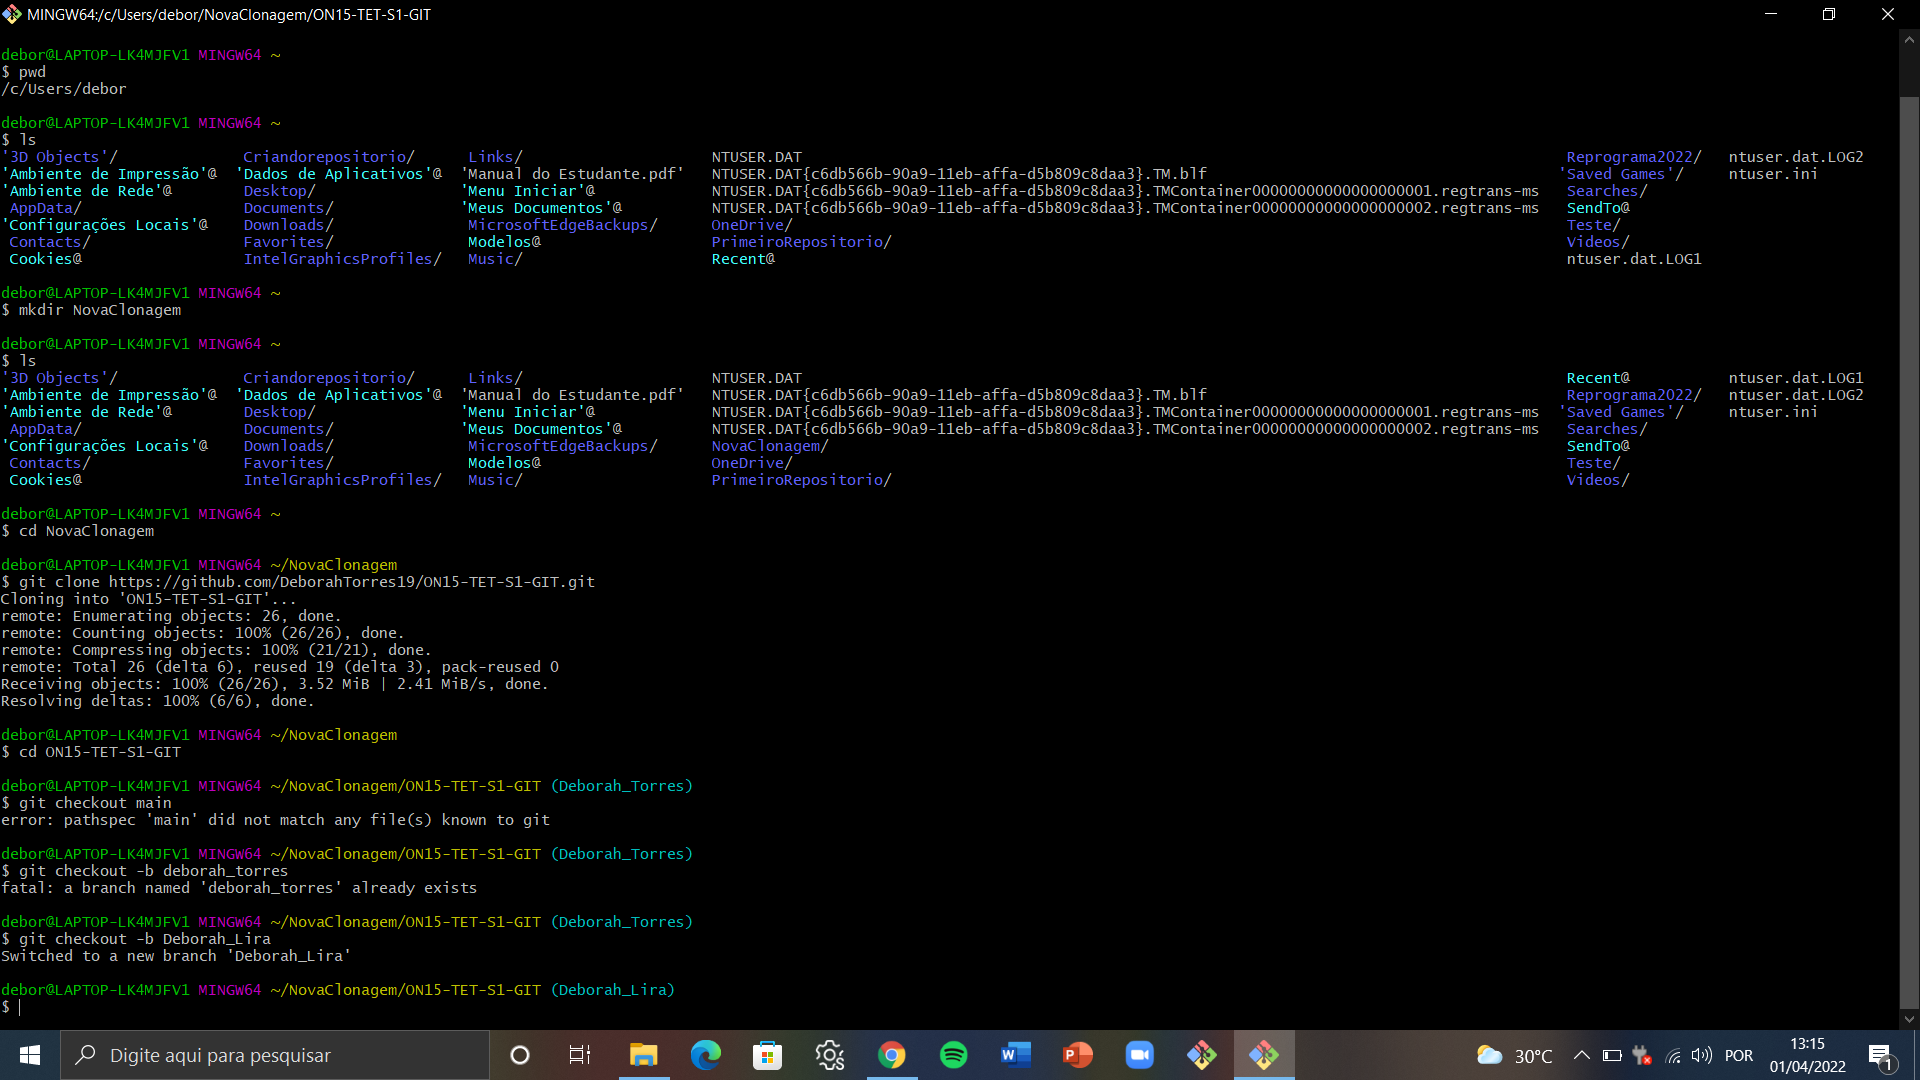 MINGW64:/c/Users/debor/NovaClonagem/ON15-TET-S1-GIT
debor@LAPTOP-LK4MJFV1 MINGW64 ~
$ pwd
/c/Users/debor
debor@LAPTOP-LK4MJFV1 MINGW64 ~
$ ls
'3D Objects'/ Criandorepositorio/ Links/ NTUSER.DAT Reprograma2022/ ntuser.dat.LOG2
'Ambiente de Impressão'@ 'Dados de Aplicativos'@ 'Manual do Estudante.pdf' NTUSER.DAT{c6db566b-90a9-11eb-affa-d5b809c8daa3}.TM.blf 'Saved Games'/ ntuser.ini
'Ambiente de Rede'@ Desktop/ 'Menu Iniciar'@ NTUSER.DAT{c6db566b-90a9-11eb-affa-d5b809c8daa3}.TMContainer00000000000000000001.regtrans-ms Searches/
AppData/ Documents/ 'Meus Documentos'@ NTUSER.DAT{c6db566b-90a9-11eb-affa-d5b809c8daa3}.TMContainer00000000000000000002.regtrans-ms SendTo@
'Configurações Locais'@ Downloads/ MicrosoftEdgeBackups/ OneDrive/ Teste/
Contacts/ Favorites/ Modelos@ PrimeiroRepositorio/ Videos/
Cookies@ IntelGraphicsProfiles/ Music/ Recent@ ntuser.dat.LOG1
debor@LAPTOP-LK4MJFV1 MINGW64 ~
$ mkdir NovaClonagem
debor@LAPTOP-LK4MJFV1 MINGW64 ~
$ ls
'3D Objects'/ Criandorepositorio/ Links/ NTUSER.DAT Recent@ ntuser.dat.LOG1
'Ambiente de Impressão'@ 'Dados de Aplicativos'@ 'Manual do Estudante.pdf' NTUSER.DAT{c6db566b-90a9-11eb-affa-d5b809c8daa3}.TM.blf Reprograma2022/ ntuser.dat.LOG2
'Ambiente de Rede'@ Desktop/ 'Menu Iniciar'@ NTUSER.DAT{c6db566b-90a9-11eb-affa-d5b809c8daa3}.TMContainer00000000000000000001.regtrans-ms 'Saved Games'/ ntuser.ini
AppData/ Documents/ 'Meus Documentos'@ NTUSER.DAT{c6db566b-90a9-11eb-affa-d5b809c8daa3}.TMContainer00000000000000000002.regtrans-ms Searches/
'Configurações Locais'@ Downloads/ MicrosoftEdgeBackups/ NovaClonagem/ SendTo@
Contacts/ Favorites/ Modelos@ OneDrive/ Teste/
Cookies@ IntelGraphicsProfiles/ Music/ PrimeiroRepositorio/ Videos/
debor@LAPTOP-LK4MJFV1 MINGW64 ~
$ cd NovaClonagem
debor@LAPTOP-LK4MJFV1 MINGW64 ~/NovaClonagem
$ git clone https://github.com/DeborahTorres19/ON15-TET-S1-GIT.git
Cloning into 'ON15-TET-S1-GIT'...
remote: Enumerating objects: 26, done.
remote: Counting objects: 100% (26/26), done.
remote: Compressing objects: 100% (21/21), done.
remote: Total 26 (delta 6), reused 19 (delta 3), pack-reused 0
Receiving objects: 100% (26/26), 3.52 MiB | 2.41 MiB/s, done.
Resolving deltas: 100% (6/6), done.
debor@LAPTOP-LK4MJFV1 MINGW64 ~/NovaClonagem
$ cd ON15-TET-S1-GIT
debor@LAPTOP-LK4MJFV1 MINGW64 ~/NovaClonagem/ON15-TET-S1-GIT (Deborah_Torres)
$ git checkout main
error: pathspec 'main' did not match any file(s) known to git
debor@LAPTOP-LK4MJFV1 MINGW64 ~/NovaClonagem/ON15-TET-S1-GIT (Deborah_Torres)
$ git checkout -b deborah_torres
fatal: a branch named 'deborah_torres' already exists
debor@LAPTOP-LK4MJFV1 MINGW64 ~/NovaClonagem/ON15-TET-S1-GIT (Deborah_Torres)
$ git checkout -b Deborah_Lira
Switched to a new branch 'Deborah_Lira'
debor@LAPTOP-LK4MJFV1 MINGW64 ~/NovaClonagem/ON15-TET-S1-GIT (Deborah_Lira)
$
Digite aqui para pesquisar
30°C
POR
13:15
01/04/2022
1